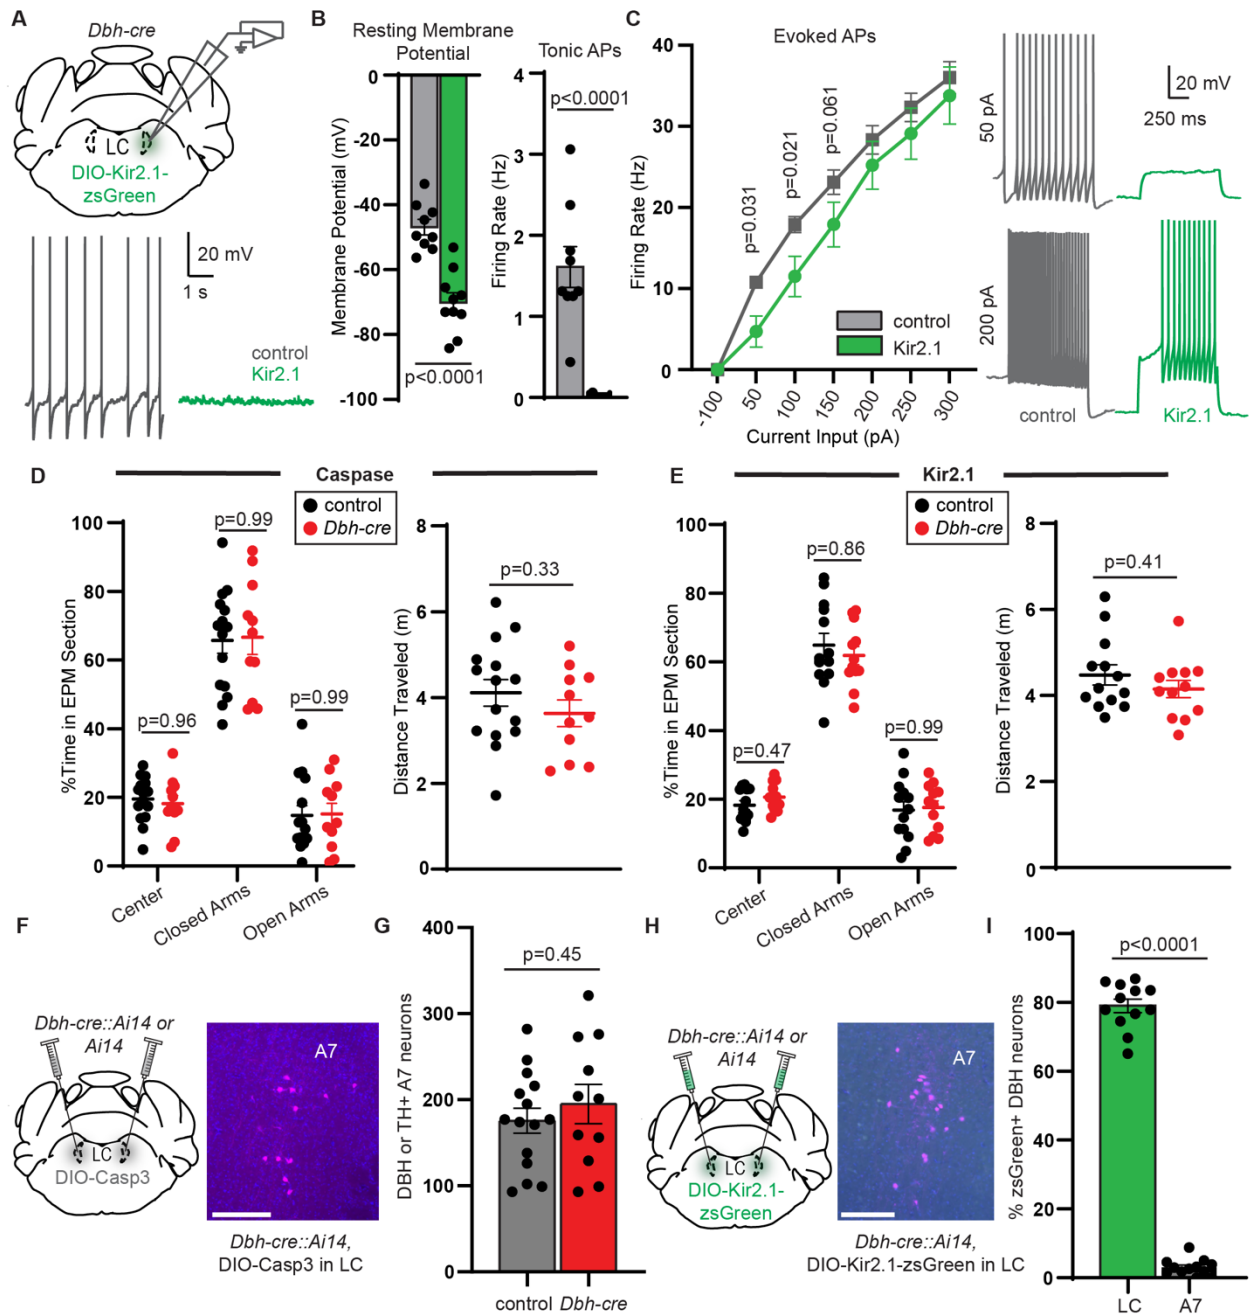 A
Dbh-cre
LC
DIO-Kir2.1-
zsGreen
20 mV
1 s
control
Kir2.1
B
Resting Membrane
Potential
Membrane Potential (mV)
0
-20
-40
-60
-80
-100
p<0.0001
Tonic APs
p<0.0001
Firing Rate (Hz)
4
3
2
1
0
C
Evoked APs
Firing Rate (Hz)
40
30
20
10
0
p=0.031
p=0.021
p=0.061
control
Kir2.1
-100
50
100
150
200
250
300
Current Input (pA)
50 pA
20 mV
250 ms
200 pA
control
Kir2.1
D
Caspase
control
Dbh-cre
%Time in EPM Section
100
80
60
40
20
0
p=0.96
p=0.99
p=0.99
Center
Closed Arms
Open Arms
Distance Traveled (m)
8
6
4
2
0
p=0.33
E
Kir2.1
control
Dbh-cre
%Time in EPM Section
100
80
60
40
20
0
p=0.47
p=0.86
p=0.99
Center
Closed Arms
Open Arms
Distance Traveled (m)
8
6
4
2
0
p=0.41
F
Dbh-cre::Ai14 or
Ai14
LC
DIO-Casp3
A7
Dbh-cre::Ai14,
DIO-Casp3 in LC
G
DBH or TH+ A7 neurons
400
300
200
100
0
p=0.45
control
Dbh-cre
H
Dbh-cre::Ai14 or
Ai14
LC
DIO-Kir2.1-
zsGreen
A7
Dbh-cre::Ai14,
DIO-Kir2.1-zsGreen in LC
I
% zsGreen+ DBH neurons
100
80
60
40
20
0
p<0.0001
LC
A7